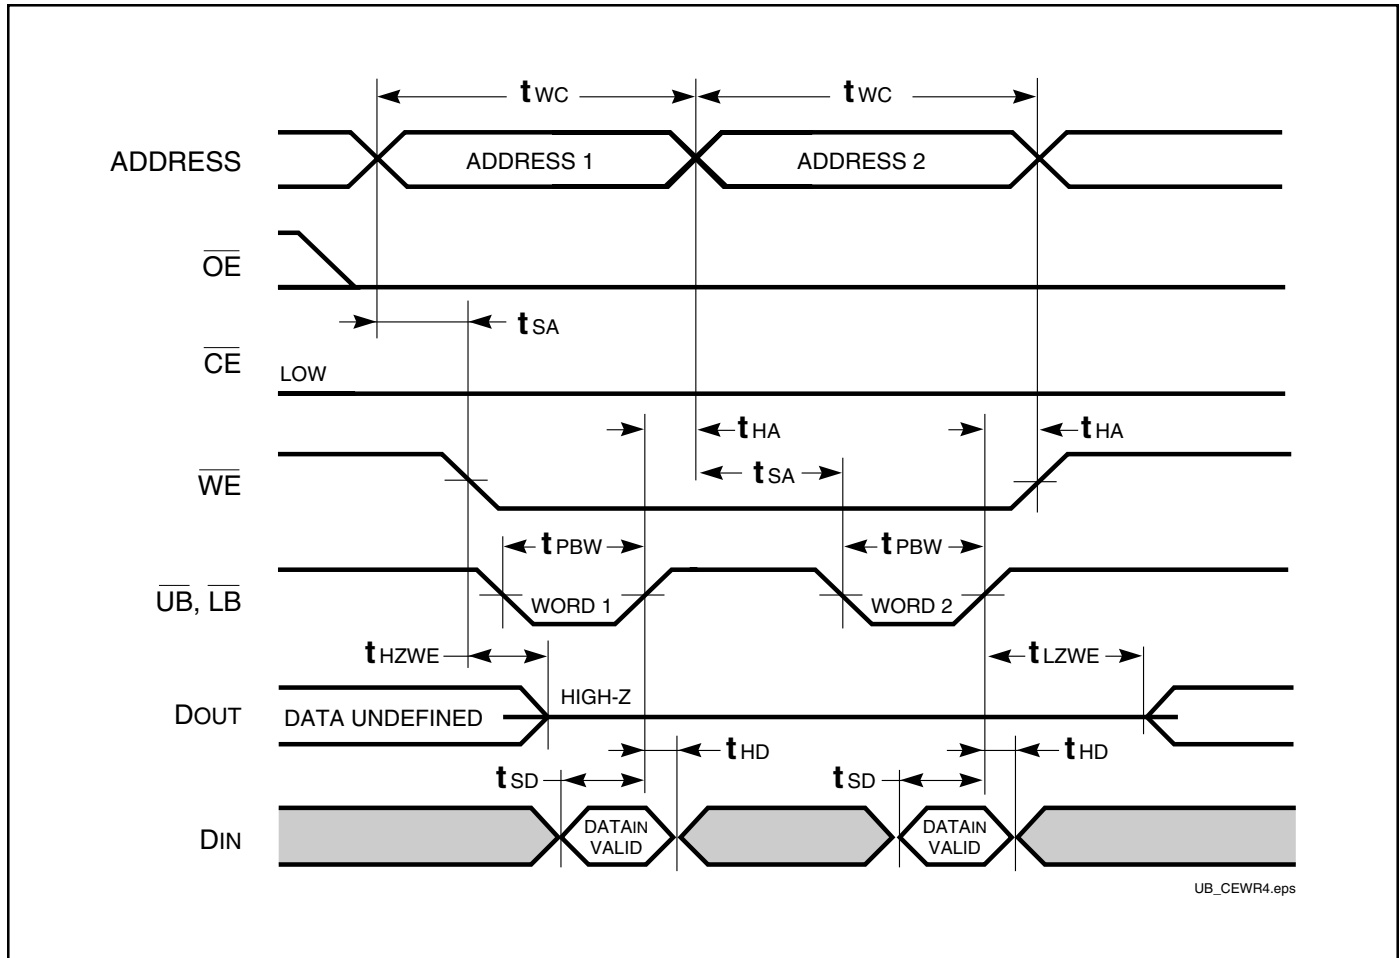 tWC tWC
ADDRESS ADDRESS 1 ADDRESS 2
OE
tSA
CE LOW
tHA tHA
WE tSA
tPBW tPBW
UB, LB WORD 1 WORD 2
tHZWE tLZWE
HIGH-Z
DOUT DATA UNDEFINED
tHD tHD
tSD tSD
DATAIN DATAIN
DIN VALID VALID
UB_CEWR4.eps